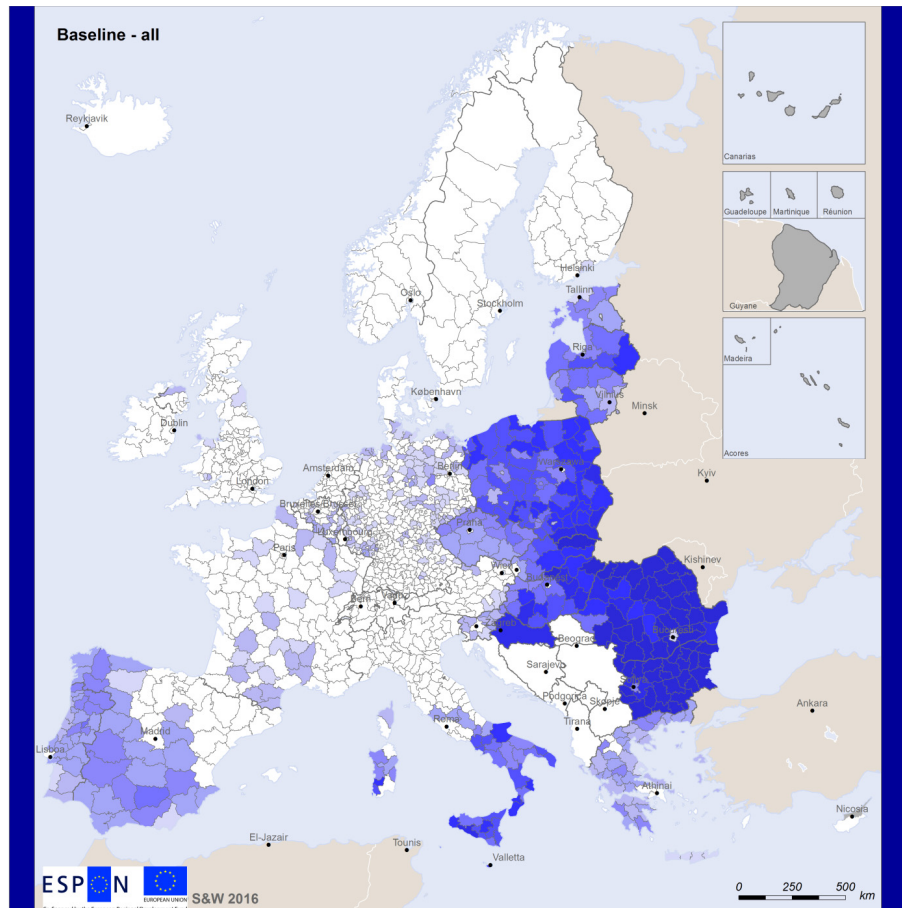 Baseline - all
Reykjavik
Canarias
Guadeloupe
Martinique
Réunion
Guyane
Madeira
Acores
Helsinki
Tallinn
Oslo
Stockholm
Riga
København
Vilnius
Minsk
Dublin
London
Amsterdam
Berlin
Kyiv
Bruxelles/Brussel
Luxembourg
Praha
Paris
Kishinev
Wien
Budapest
Bern
Vaduz
Zagreb
Beograd
Sarajevo
Podgorica
Skopje
Tirana
Roma
Madrid
Lisboa
Ankara
Athinai
Nicosia
El-Jazair
Tounis
Valletta
ESPON
EUROPEAN UNION
S&W 2016
0 250 500
km